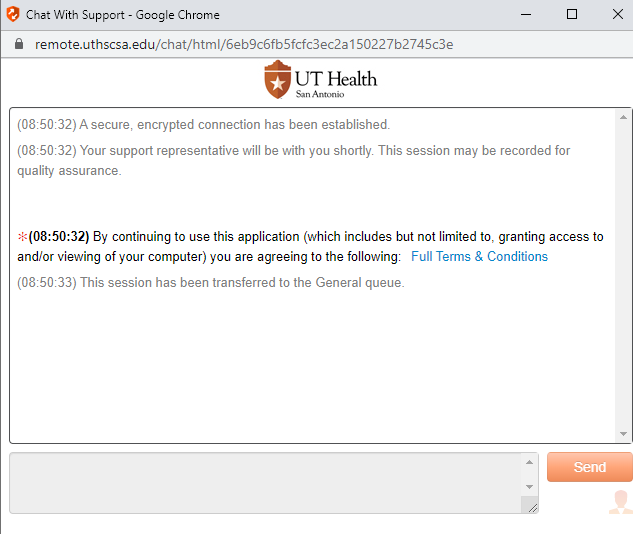 Chat With Support - Google Chrome
remote.uthscsa.edu/chat/html/6eb9c6fb5fcfc3ec2a150227b2745c3e
UT Health
San Antonio
(08:50:32) A secure, encrypted connection has been established.
(08:50:32) Your support representative will be with you shortly. This session may be recorded for
quality assurance.
*(08:50:32) By continuing to use this application (which includes but not limited to, granting access to
and/or viewing of your computer) you are agreeing to the following: Full Terms & Conditions
(08:50:33) This session has been transferred to the General queue.
Send